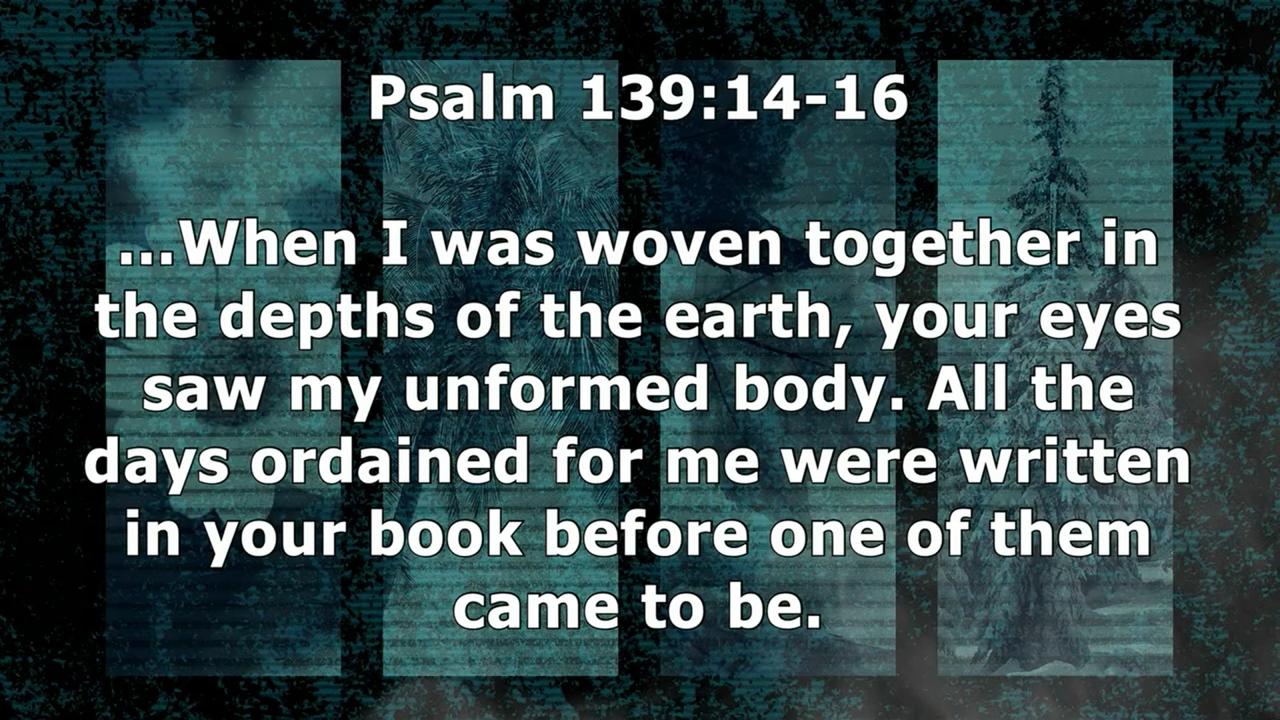 Psalm 139:14-16
...When I was woven together in
the depths of the earth, your eyes
saw my unformed body. All the
days ordained for me were written
in your book before one of them
came to be.